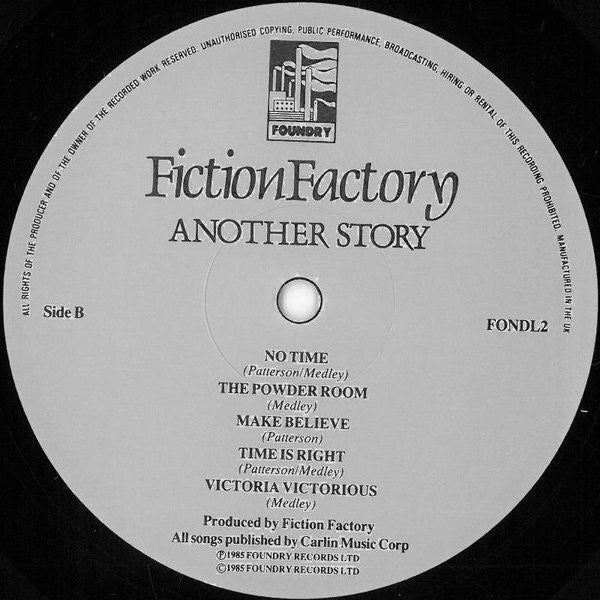 ALL RIGHTS OF THE PRODUCER AND OF THE OWNER OF THE RECORDED WORK RESERVED. UNAUTHORISED COPYING, PUBLIC PERFORMANCE, BROADCASTING, HIRING OR RENTAL OF THIS RECORDING PROHIBITED. MANUFACTURED IN THE UK
FOUNDRY
Fiction Factory
ANOTHER STORY
Side B
FONDL2
NO TIME
(Patterson/Medley)
THE POWDER ROOM
(Medley)
MAKE BELIEVE
(Patterson)
TIME IS RIGHT
(Patterson/Medley)
VICTORIA VICTORIOUS
(Medley)
Produced by Fiction Factory
All songs published by Carlin Music Corp
Ⓟ1985 FOUNDRY RECORDS LTD
©1985 FOUNDRY RECORDS LTD